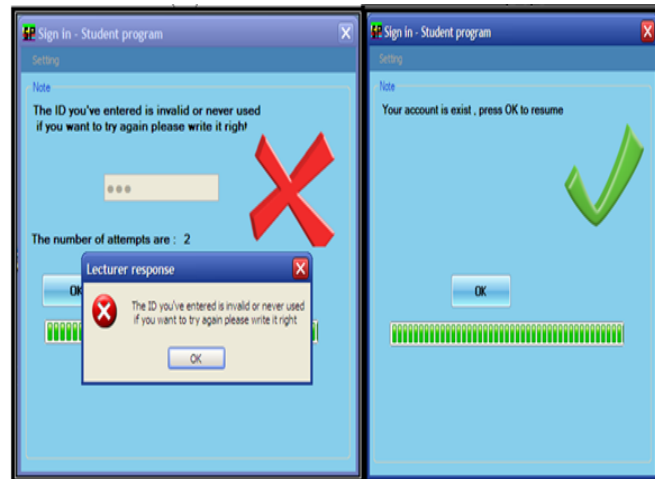 Sign in - Student program
Setting
Note
The ID you've entered is invalid or never used
if you want to try again please write it right
The number of attempts are : 2
OK
Lecturer response
The ID you've entered is invalid or never used
if you want to try again please write it right
OK
Sign in - Student program
Setting
Note
Your account is exist , press OK to resume
OK